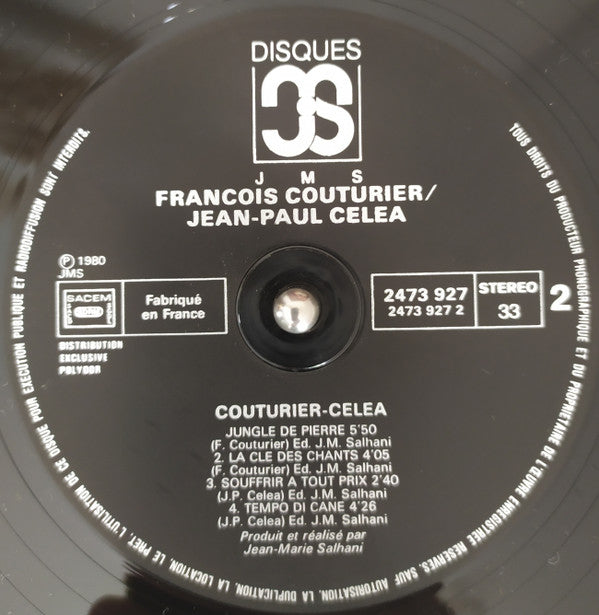 DISQUES
JMS
J M S
FRANCOIS COUTURIER/
JEAN-PAUL CELEA
℗ 1980
JMS
SACEM
Fabriqué
en France
DISTRIBUTION
EXCLUSIVE
POLYDOR
2473 927
2473 927 2
STEREO
33
2
COUTURIER-CELEA
JUNGLE DE PIERRE 5'50
(F. Couturier) Ed. J.M. Salhani
2. LA CLE DES CHANTS 4'05
(F. Couturier) Ed. J.M. Salhani
3. SOUFFRIR A TOUT PRIX 2'40
(J.P. Celea) Ed. J.M. Salhani
4. TEMPO DI CANE 4'26
(J.P. Celea) Ed. J.M. Salhani
Produit et réalisé par
Jean-Marie Salhani
TOUS DROITS DU PRODUCTEUR PHONOGRAPHIQUE ET DU PROPRIETAIRE DE L'ŒUVRE ENREGISTREE RESERVES. SAUF AUTORISATION, LA DUPLICATION, LA LOCATION, LE PRET, L'UTILISATION DE CE DISQUE POUR EXECUTION PUBLIQUE ET RADIODIFFUSION SONT INTERDITS.